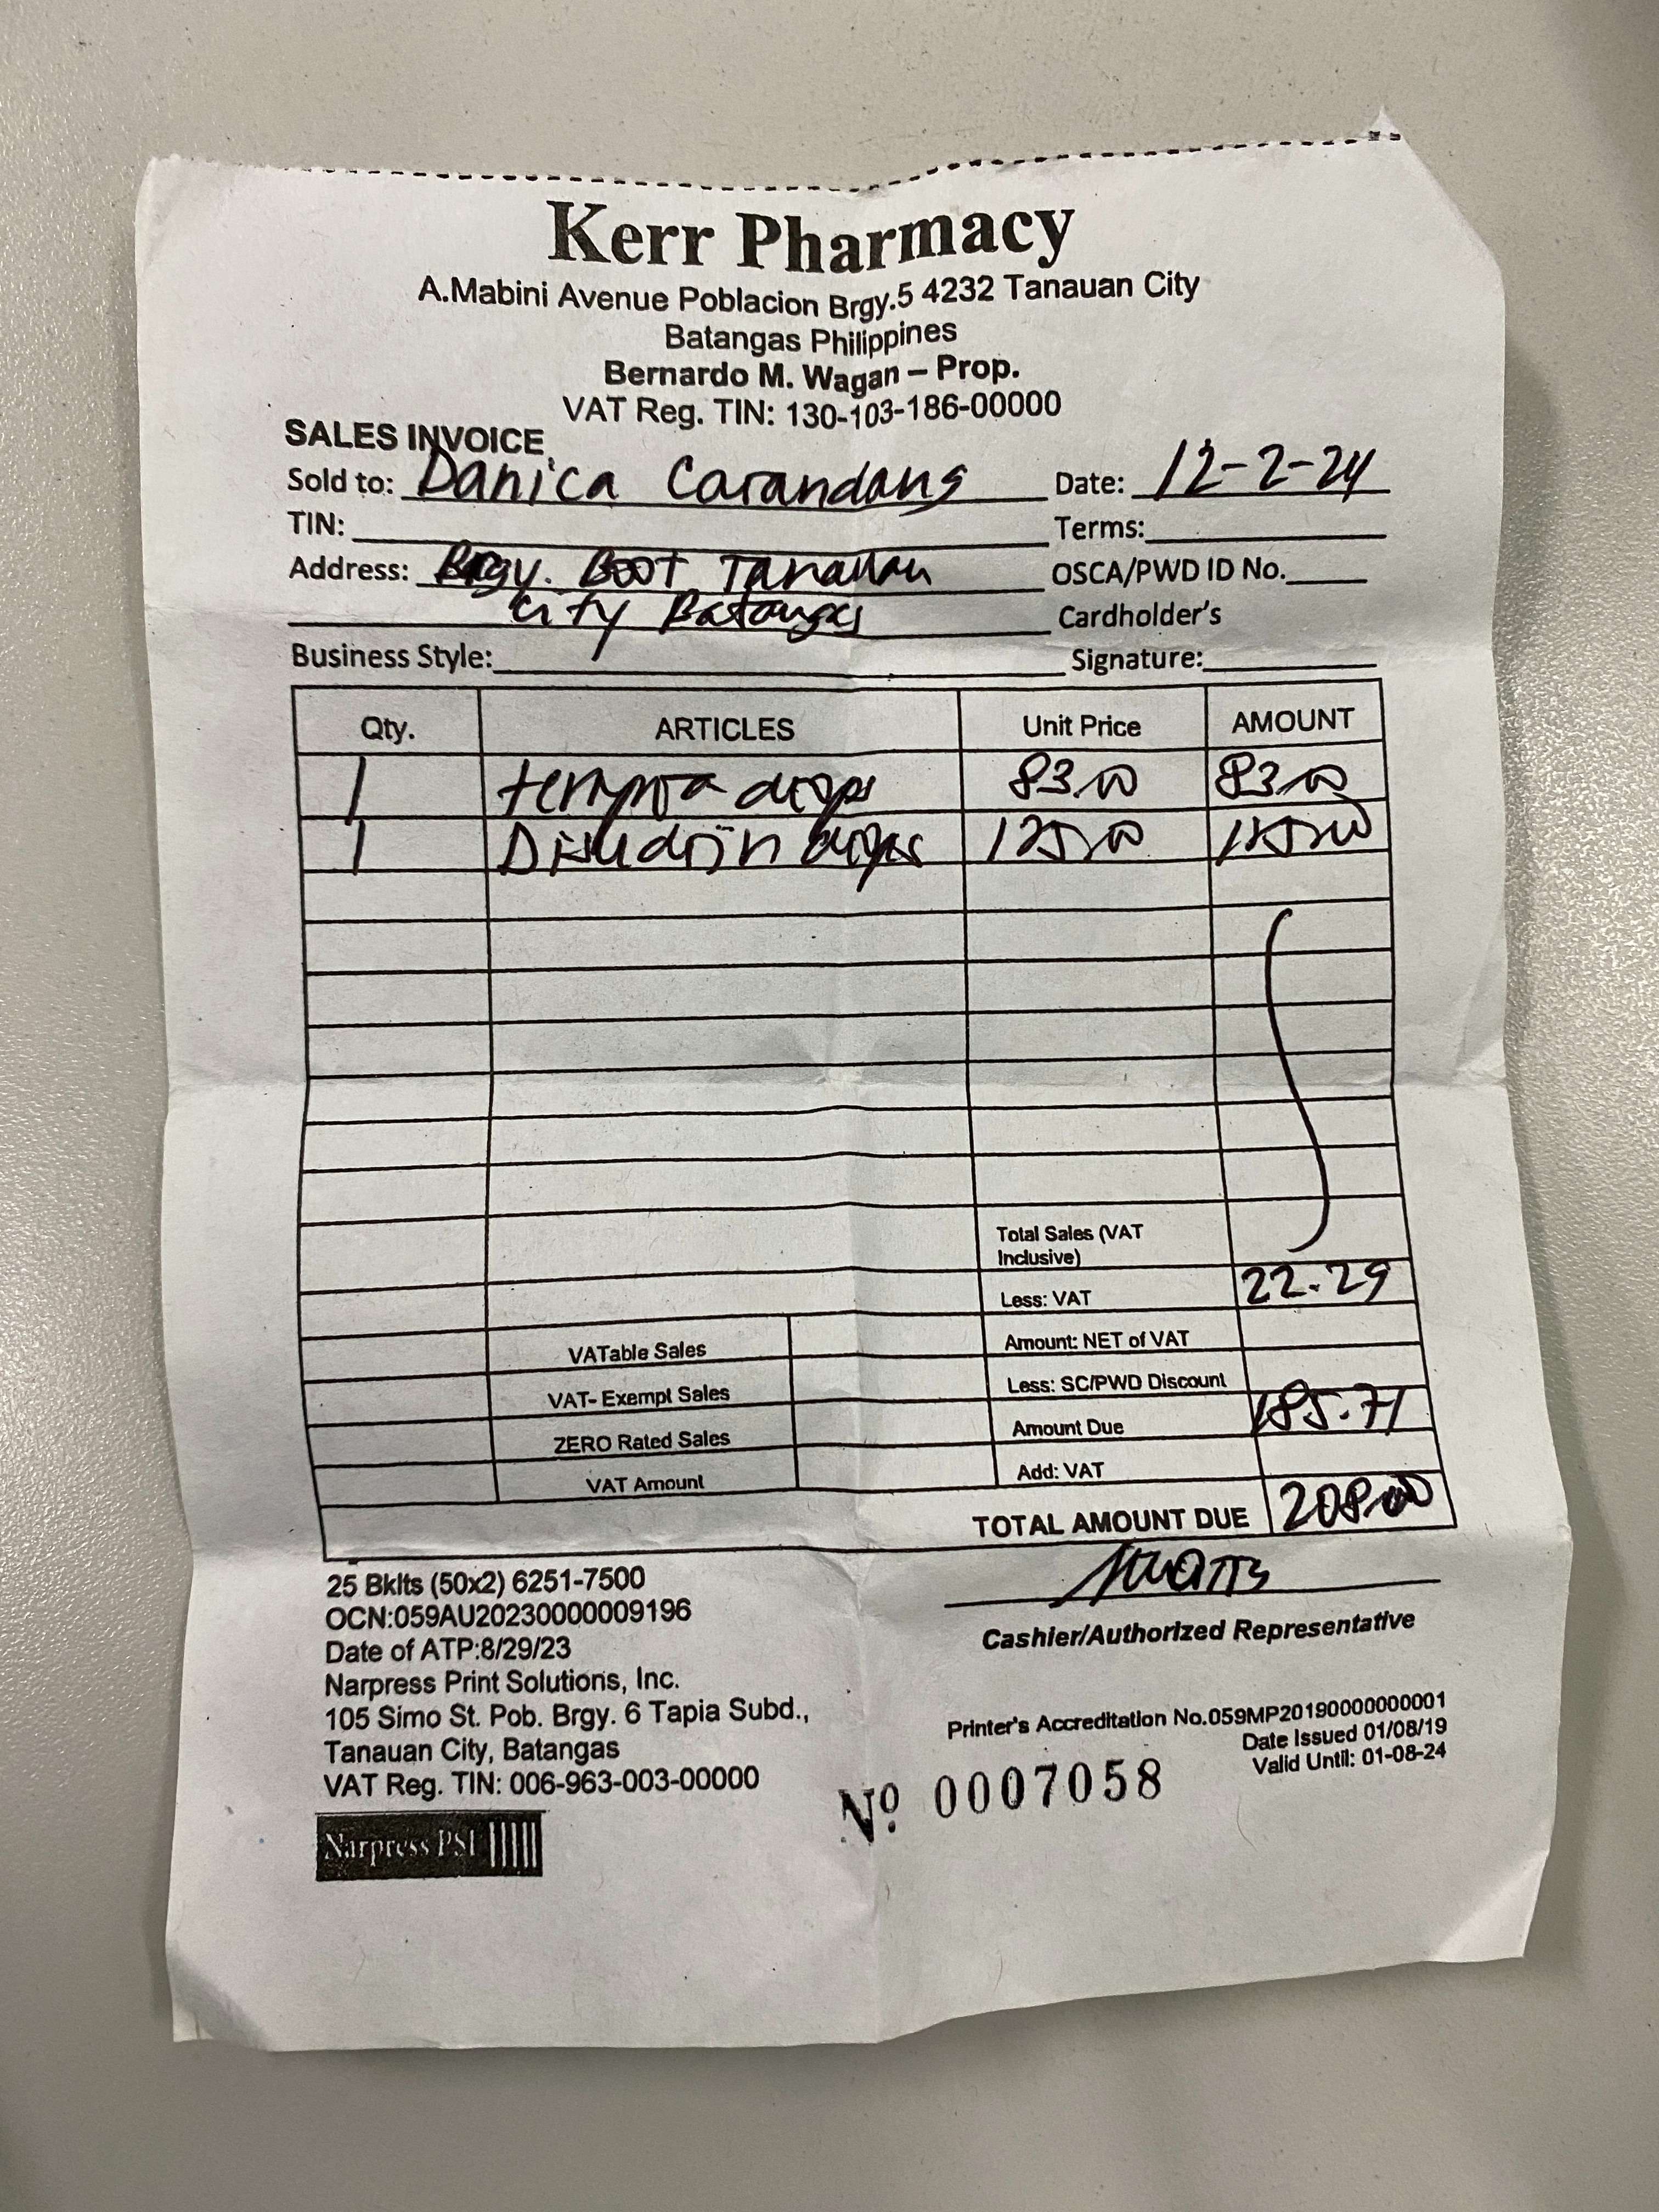 Kerr Pharmacy
A.Mabini Avenue Poblacion Brgy.5 4232 Tanauan City
Batangas Philippines
Bernardo M. Wagan – Prop.
VAT Reg. TIN: 130-103-186-00000
SALES INVOICE
Sold to: Danica Carandang Date: 12-2-24
TIN: Terms:
Address: Brgy. Boot Tanauan OSCA/PWD ID No.
City Batangas Cardholder's
Business Style: Signature:
Qty. ARTICLES Unit Price AMOUNT
1 tempra drops 83.00 83.00
1 drops 125.00 125.00
Total Sales (VAT
Inclusive)
Less: VAT 22.29
VATable Sales Amount: NET of VAT
VAT- Exempt Sales Less: SC/PWD Discount
ZERO Rated Sales Amount Due 185.71
VAT Amount Add: VAT
TOTAL AMOUNT DUE 208.00
25 Bklts (50x2) 6251-7500
OCN:059AU20230000009196
Date of ATP:8/29/23
Narpress Print Solutions, Inc.
105 Simo St. Pob. Brgy. 6 Tapia Subd.,
Tanauan City, Batangas
VAT Reg. TIN: 006-963-003-00000
Narpress PSI
Cashier/Authorized Representative
Printer's Accreditation No.059MP20190000000001
Date Issued 01/08/19
Valid Until: 01-08-24
Nº 0007058